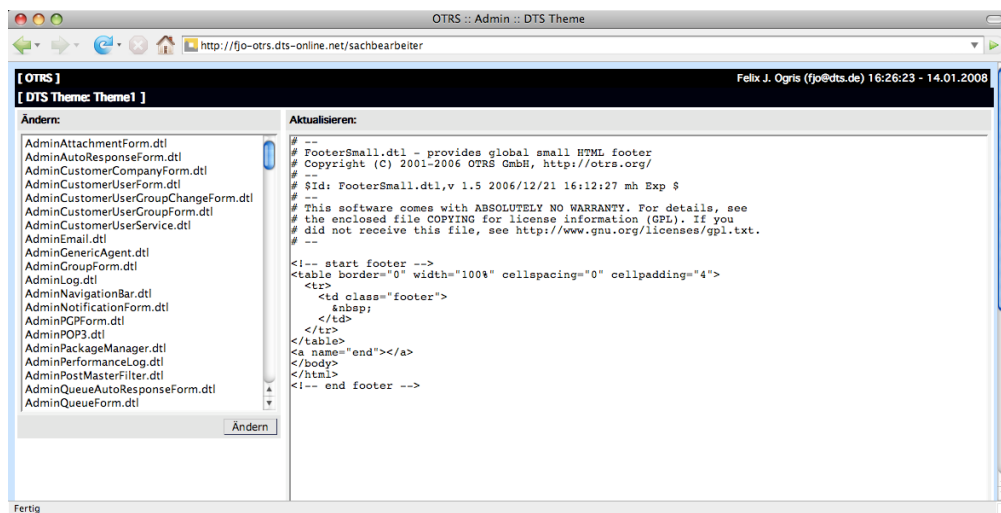 OTRS :: Admin :: DTS Theme
http://fjo-otrs.dts-online.net/sachbearbeiter
[ OTRS ]
Felix J. Ogris (fjo@dts.de) 16:26:23 - 14.01.2008
[ DTS Theme: Theme1 ]
Ändern:
AdminAttachmentForm.dtl
AdminAutoResponseForm.dtl
AdminCustomerCompanyForm.dtl
AdminCustomerUserForm.dtl
AdminCustomerUserGroupChangeForm.dtl
AdminCustomerUserGroupForm.dtl
AdminCustomerUserService.dtl
AdminEmail.dtl
AdminGenericAgent.dtl
AdminGroupForm.dtl
AdminLog.dtl
AdminNavigationBar.dtl
AdminNotificationForm.dtl
AdminPGPForm.dtl
AdminPOP3.dtl
AdminPackageManager.dtl
AdminPerformanceLog.dtl
AdminPostMasterFilter.dtl
AdminQueueAutoResponseForm.dtl
AdminQueueForm.dtl
Ändern
Aktualisieren:
# --
# FooterSmall.dtl - provides global small HTML footer
# Copyright (C) 2001-2006 OTRS GmbH, http://otrs.org/
# --
# $Id: FooterSmall.dtl,v 1.5 2006/12/21 16:12:27 mh Exp $
# --
# This software comes with ABSOLUTELY NO WARRANTY. For details, see
# the enclosed file COPYING for license information (GPL). If you
# did not receive this file, see http://www.gnu.org/licenses/gpl.txt.
# --
<!-- start footer -->
<table border="0" width="100%" cellspacing="0" cellpadding="4">
<tr>
<td class="footer">
&nbsp;
</td>
</tr>
</table>
<a name="end"></a>
</body>
</html>
<!-- end footer -->
Fertig